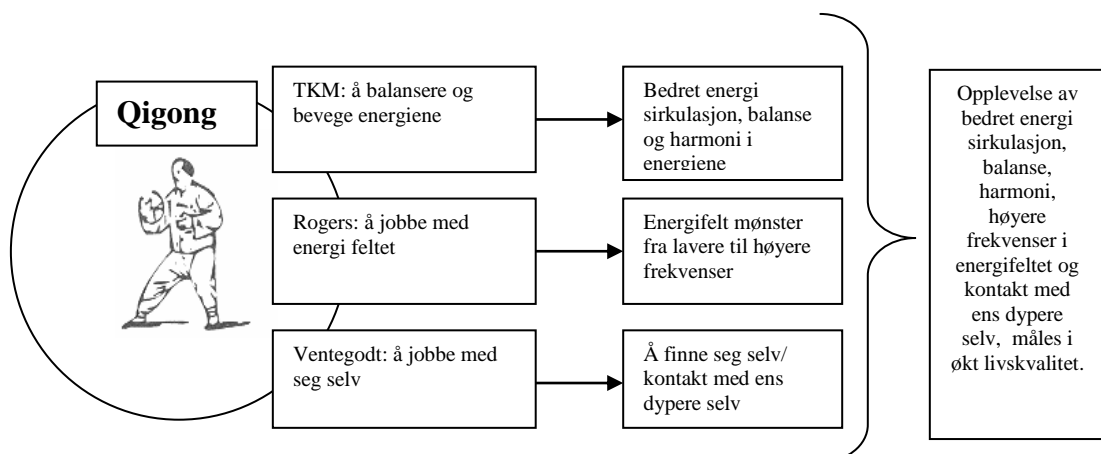 Qigong
TKM: å balansere og
bevege energiene
Bedret energi
sirkulasjon, balanse
og harmoni i
energiene
Rogers: å jobbe med
energi feltet
Energifelt mønster
fra lavere til høyere
frekvenser
Ventegodt: å jobbe med
seg selv
Å finne seg selv/
kontakt med ens
dypere selv
Opplevelse av
bedret energi
sirkulasjon,
balanse,
harmoni,
høyere
frekvenser i
energifeltet og
kontakt med
ens dypere
selv, måles i
økt livskvalitet.